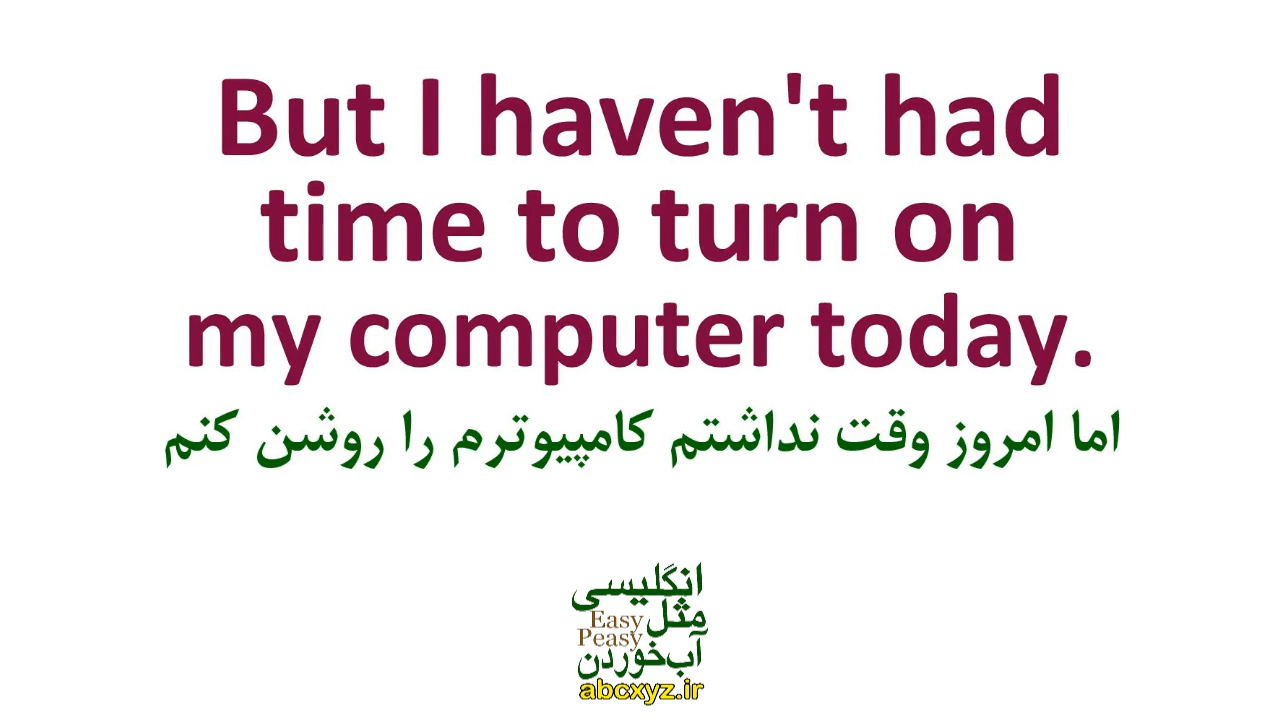 But I haven't had
time to turn on
my computer today.
اما امروز وقت نداشتم کامپیوترم را روشن کنم
انگلیسی
مثل
Easy
Peasy
آب‌خوردن
abcxyz.ir